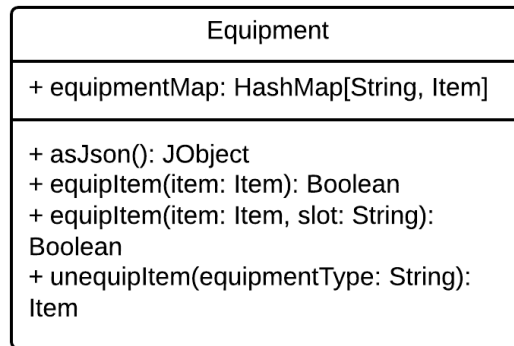 Equipment
+ equipmentMap: HashMap[String, Item]
+ asJson(): JObject
+ equipItem(item: Item): Boolean
+ equipItem(item: Item, slot: String):
Boolean
+ unequipItem(equipmentType: String):
Item